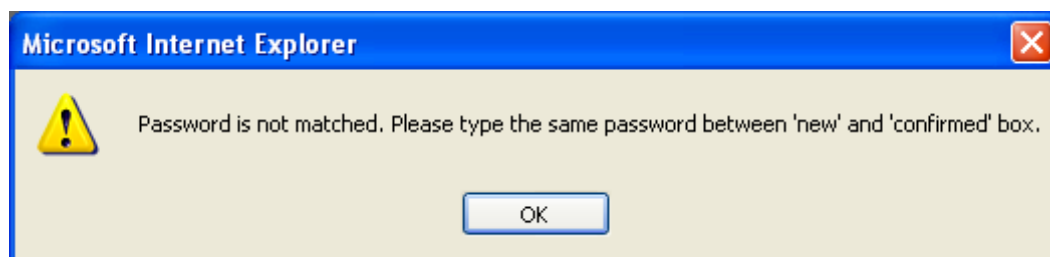 Microsoft Internet Explorer
Password is not matched. Please type the same password between 'new' and 'confirmed' box.
OK